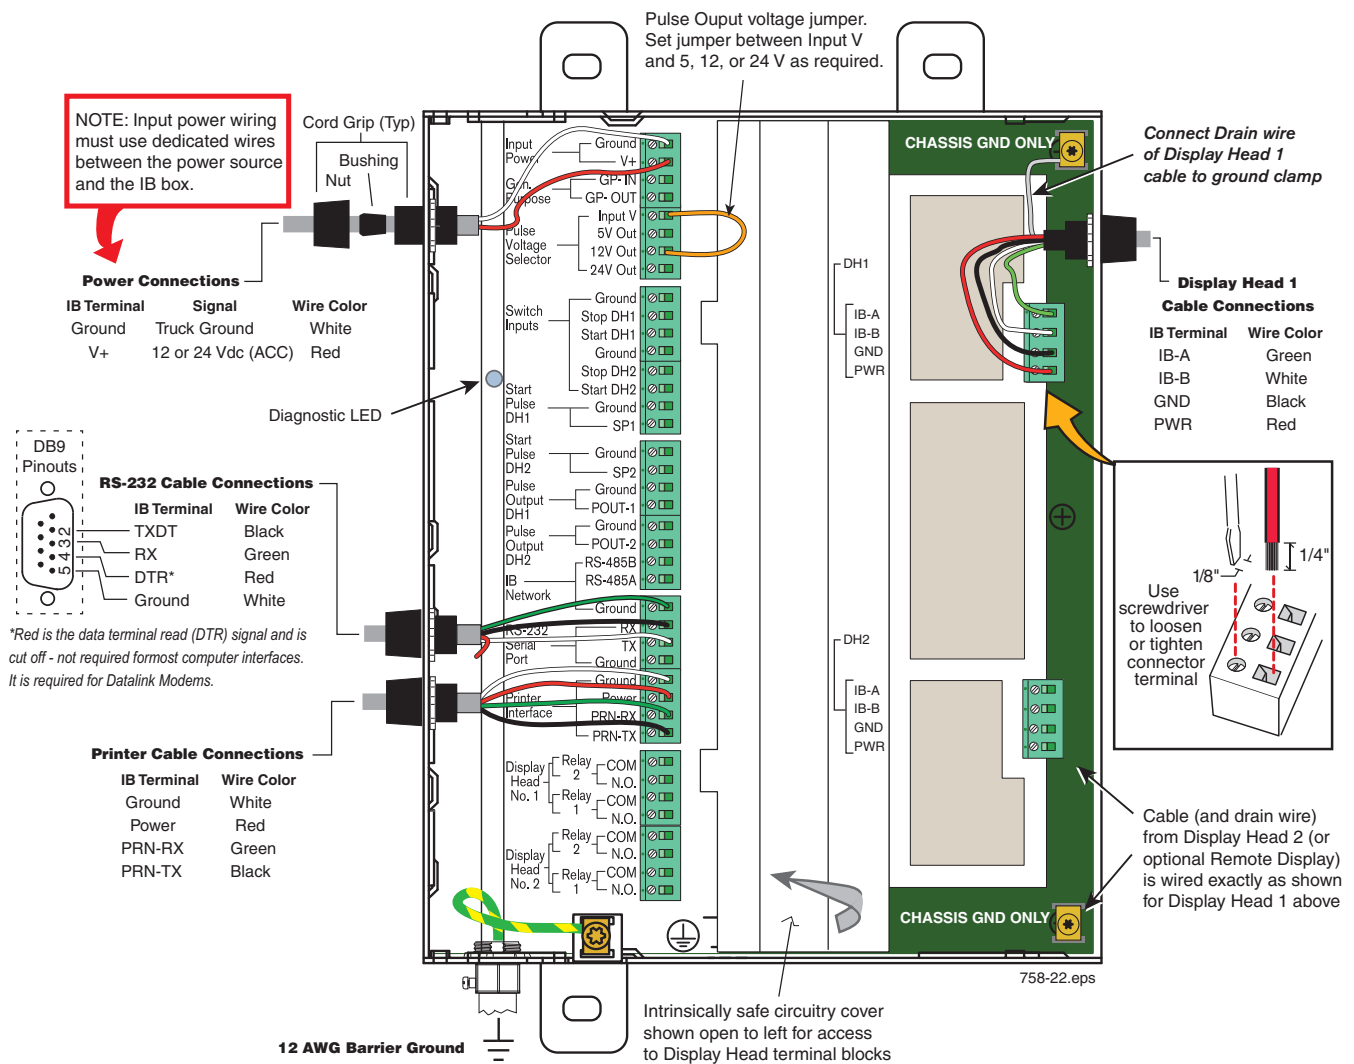 Pulse Ouput voltage jumper.
Set jumper between Input V
and 5, 12, or 24 V as required.
NOTE: Input power wiring
must use dedicated wires
between the power source
and the IB box.
Cord Grip (Typ)
Bushing
Nut
Power Connections
IB Terminal Signal Wire Color
Ground Truck Ground White
V+ 12 or 24 Vdc (ACC) Red
Diagnostic LED
DB9
Pinouts
5 4 3 2
RS-232 Cable Connections
IB Terminal Wire Color
TXDT Black
RX Green
DTR* Red
Ground White
*Red is the data terminal read (DTR) signal and is
cut off - not required formost computer interfaces.
It is required for Datalink Modems.
Printer Cable Connections
IB Terminal Wire Color
Ground White
Power Red
PRN-RX Green
PRN-TX Black
12 AWG Barrier Ground
Input
Power
Ground
V+
Gen.
Purpose
GP-IN
GP-OUT
Pulse
Voltage
Selector
Input V
5V Out
12V Out
24V Out
Switch
Inputs
Ground
Stop DH1
Start DH1
Ground
Stop DH2
Start DH2
Start
Pulse
DH1
Ground
SP1
Start
Pulse
DH2
Ground
SP2
Pulse
Output
DH1
Ground
POUT-1
Pulse
Output
DH2
Ground
POUT-2
IB
Network
RS-485B
RS-485A
Ground
RS-232
Serial
Port
RX
TX
Ground
Printer
Interface
Ground
Power
PRN-RX
PRN-TX
Display
Head
No. 1
Relay
2
COM
N.O.
Relay
1
COM
N.O.
Display
Head
No. 2
Relay
2
COM
N.O.
Relay
1
COM
N.O.
DH1
IB-A
IB-B
GND
PWR
DH2
IB-A
IB-B
GND
PWR
CHASSIS GND ONLY
CHASSIS GND ONLY
Connect Drain wire
of Display Head 1
cable to ground clamp
Display Head 1
Cable Connections
IB Terminal Wire Color
IB-A Green
IB-B White
GND Black
PWR Red
1/4"
1/8"
Use
screwdriver
to loosen
or tighten
connector
terminal
Cable (and drain wire)
from Display Head 2 (or
optional Remote Display)
is wired exactly as shown
for Display Head 1 above
758-22.eps
Intrinsically safe circuitry cover
shown open to left for access
to Display Head terminal blocks